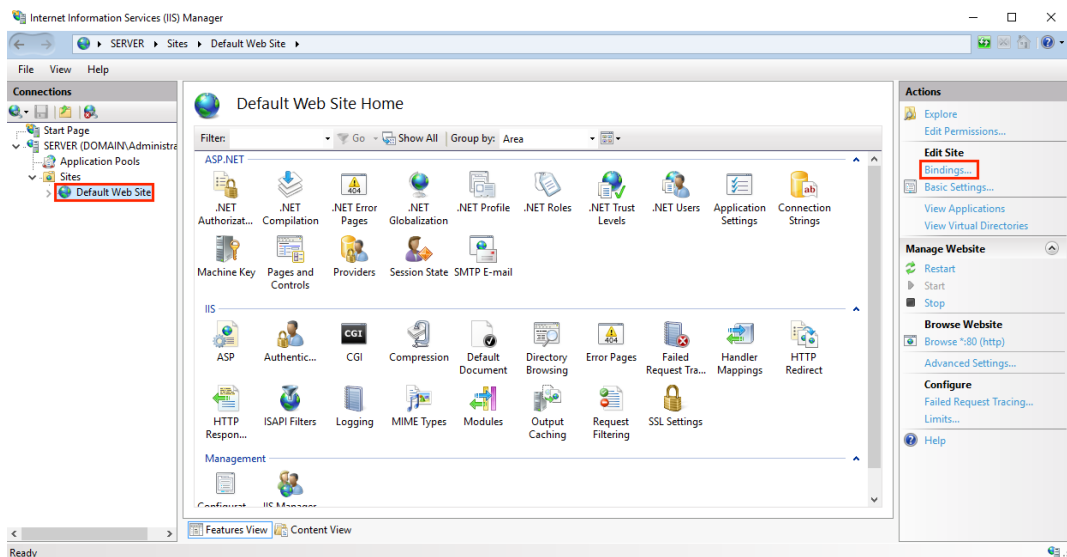 Internet Information Services (IIS) Manager
SERVER Sites Default Web Site
File View Help
Connections
Start Page
SERVER (DOMAIN\Administra
Application Pools
Sites
Default Web Site
Default Web Site Home
Filter: Go Show All Group by: Area
ASP.NET
.NET Authorizat...
.NET Compilation
.NET Error Pages
.NET Globalization
.NET Profile
.NET Roles
.NET Trust Levels
.NET Users
Application Settings
Connection Strings
Machine Key
Pages and Controls
Providers
Session State
SMTP E-mail
IIS
ASP
Authentic...
CGI
CGI
Compression
Default Document
Directory Browsing
404
Error Pages
Failed Request Tra...
Handler Mappings
HTTP Redirect
HTTP Respon...
ISAPI Filters
Logging
MIME Types
Modules
Output Caching
Request Filtering
SSL Settings
Management
Configurat...
IIS Manager
Features View
Content View
Ready
Actions
Explore
Edit Permissions...
Edit Site
Bindings...
Basic Settings...
View Applications
View Virtual Directories
Manage Website
Restart
Start
Stop
Browse Website
Browse *:80 (http)
Advanced Settings...
Configure
Failed Request Tracing...
Limits...
Help